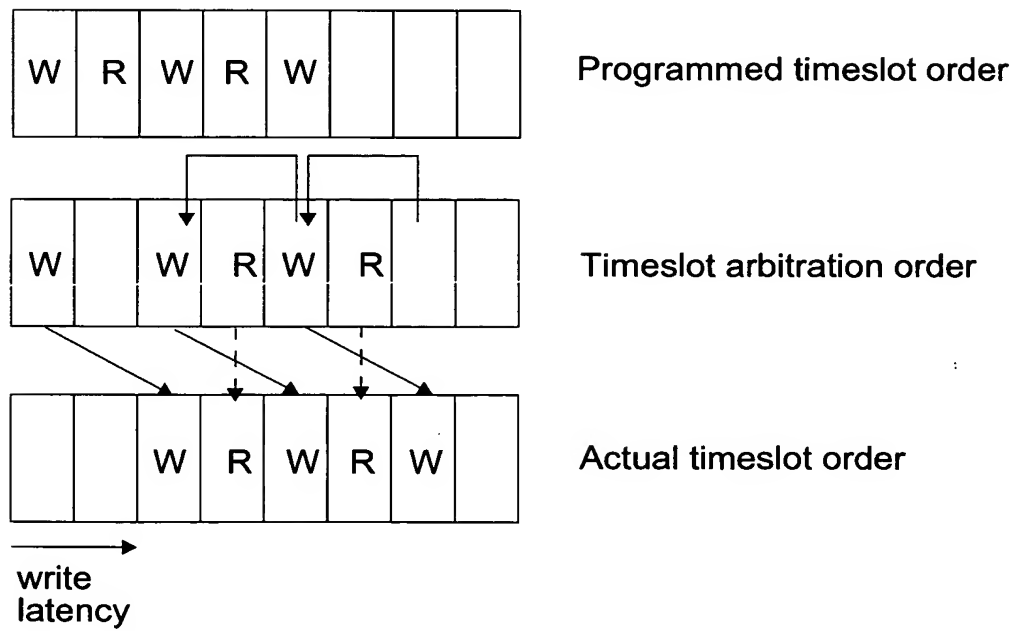 W R W R W Programmed timeslot order
W W R W R Timeslot arbitration order
W R W R W Actual timeslot order
write
latency